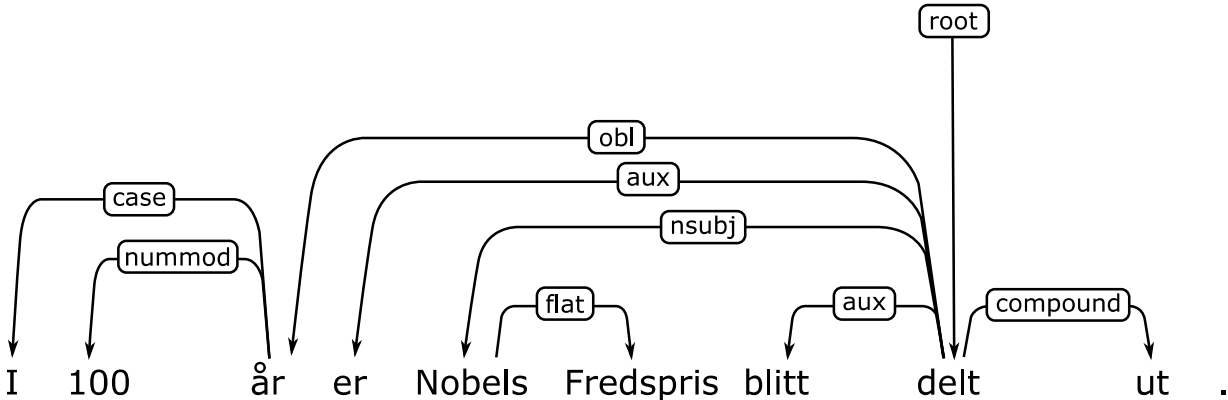 root
obl
aux
case
nsubj
nummod
flat
aux
compound
I 100 år er Nobels Fredspris blitt delt ut .